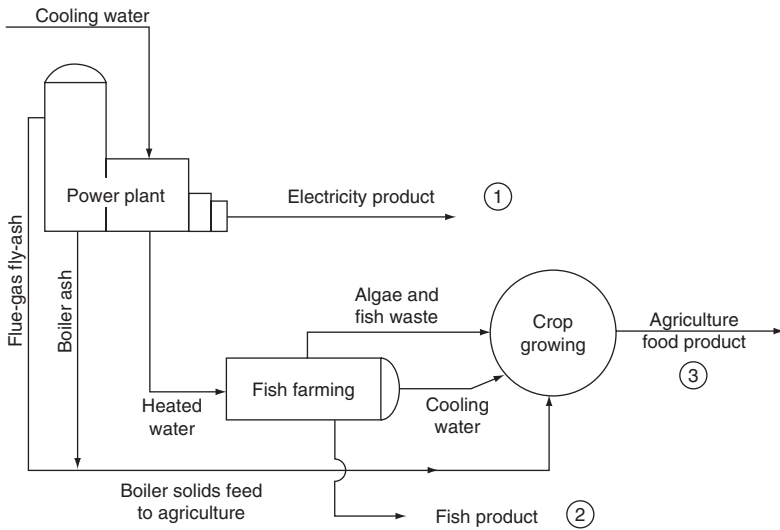 Cooling water
Power plant
Electricity product
1
Flue-gas fly-ash
Boiler ash
Algae and
fish waste
Crop
growing
Agriculture
food product
3
Fish farming
Heated
water
Cooling
water
Boiler solids feed
to agriculture
Fish product
2